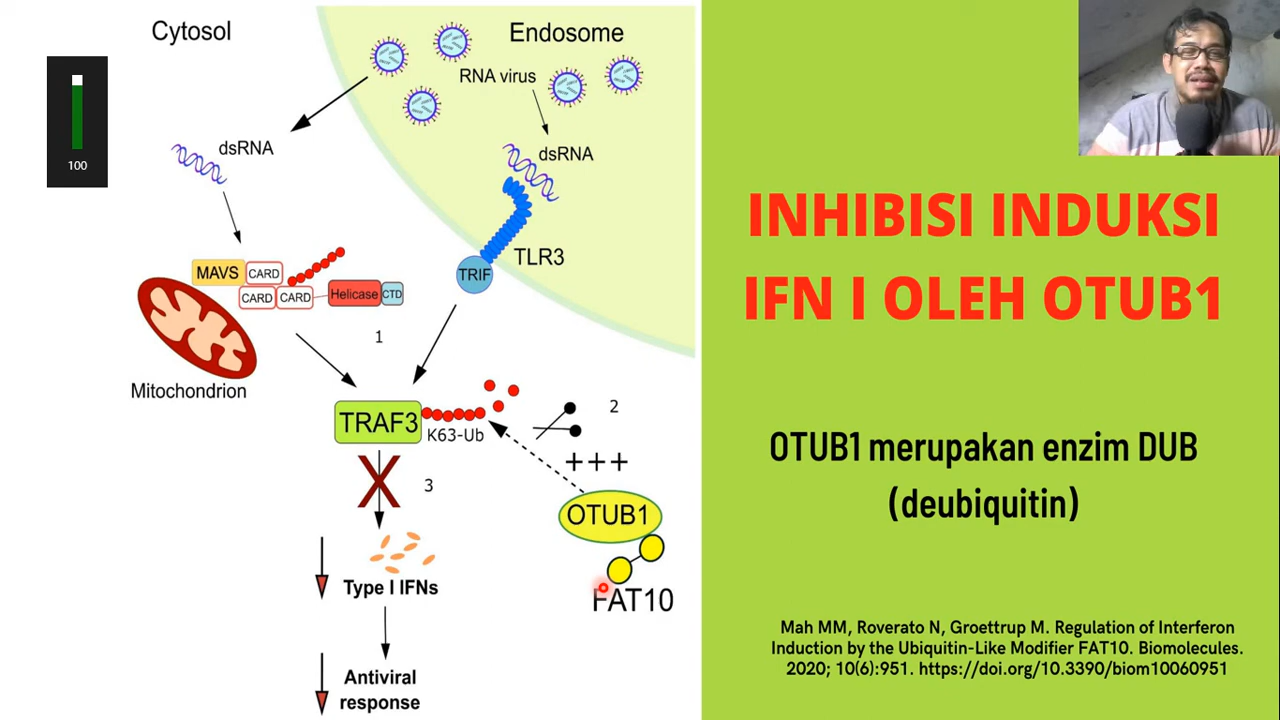 Cytosol
Endosome
RNA virus
100
dsRNA
dsRNA
TLR3
TRIF
MAVS
CARD
CARD
CARD
Helicase
CTD
1
Mitochondrion
TRAF3
K63-Ub
2
+++
3
OTUB1
FAT10
Type I IFNs
Antiviral
response
INHIBISI INDUKSI
IFN I OLEH OTUB1
OTUB1 merupakan enzim DUB
(deubiquitin)
Mah MM, Roverato N, Groettrup M. Regulation of Interferon
Induction by the Ubiquitin-Like Modifier FAT10. Biomolecules.
2020; 10(6):951. https://doi.org/10.3390/biom10060951